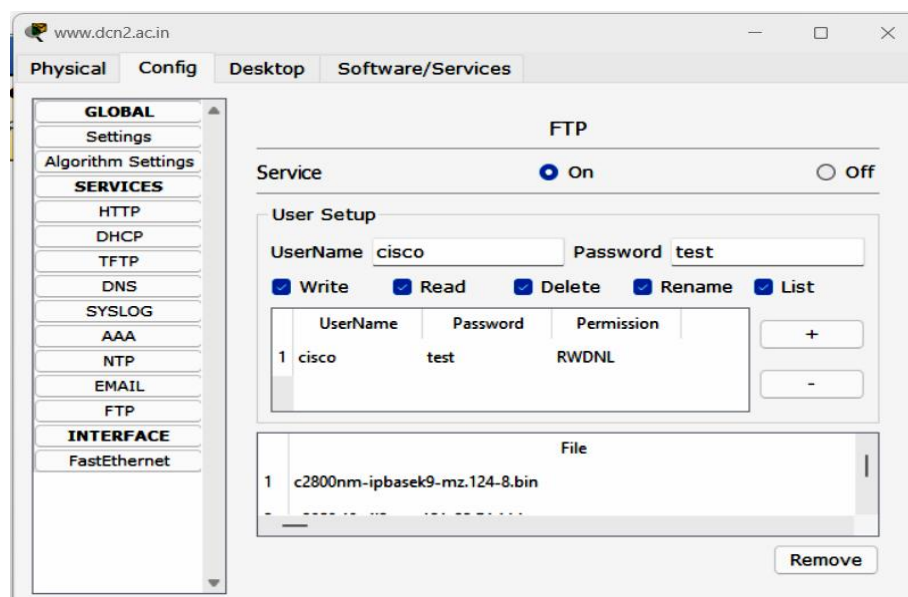 www.dcn2.ac.in
Physical Config Desktop Software/Services
GLOBAL
Settings
Algorithm Settings
SERVICES
HTTP
DHCP
TFTP
DNS
SYSLOG
AAA
NTP
EMAIL
FTP
INTERFACE
FastEthernet
FTP
Service On Off
User Setup
UserName cisco Password test
Write Read Delete Rename List
UserName Password Permission
1 cisco test RWDNL
+
-
File
1 c2800nm-ipbasek9-mz.124-8.bin
Remove